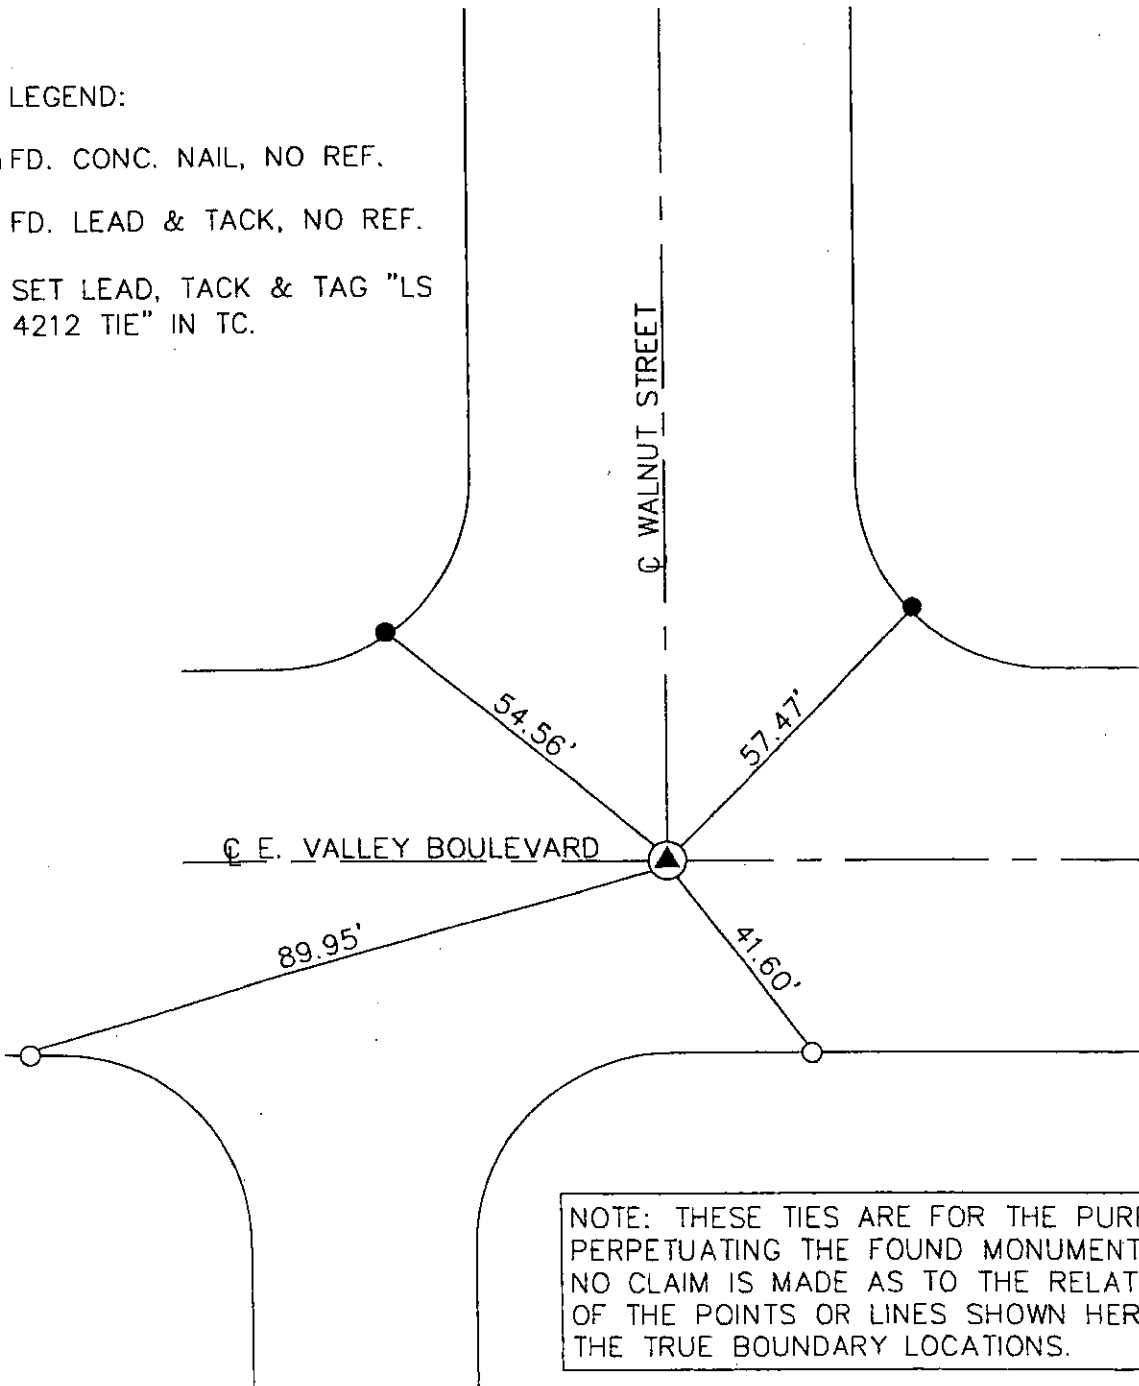 LEGEND:
FD. CONC. NAIL, NO REF.
FD. LEAD & TACK, NO REF.
SET LEAD, TACK & TAG "LS
4212 TIE" IN TC.
℄ WALNUT STREET
54.56'
57.47'
℄ E. VALLEY BOULEVARD
89.95'
41.60'
NOTE: THESE TIES ARE FOR THE
PERPETUATING THE FOUND MONUMENT
NO CLAIM IS MADE AS TO THE
OF THE POINTS OR LINES SHOWN
THE TRUE BOUNDARY LOCATIONS.